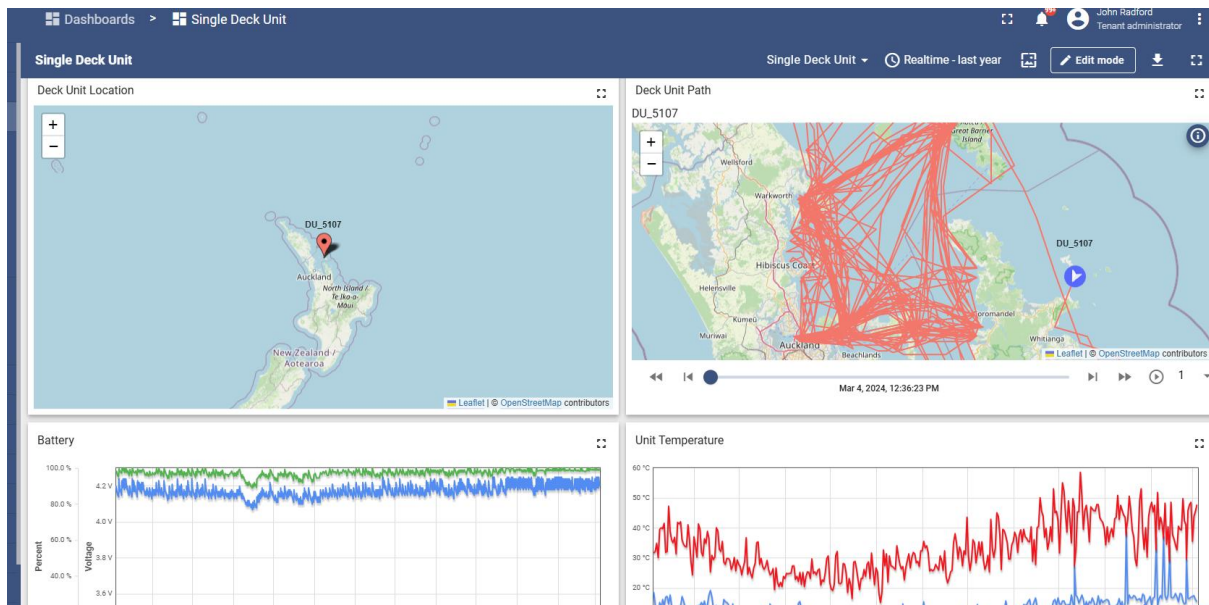 Dashboards > Single Deck Unit
99+
John Radford
Tenant administrator
Single Deck Unit
Single Deck Unit
Realtime - last year
Edit mode
Deck Unit Location
+
−
DU_5107
Auckland
North Island /
Te Ika-a-
Māui
New Zealand /
Aotearoa
Leaflet | © OpenStreetMap contributors
Deck Unit Path
DU_5107
+
−
Great Barrier
Island
Wellsford
Warkworth
DU_5107
Hibiscus Coast
Helensville
Kumeū
Coromandel
Muriwai
Auckland
Whitianga
Beachlands
Leaflet | © OpenStreetMap contributors
Mar 4, 2024, 12:36:23 PM
1
Battery
100.0 %
80.0 %
60.0 %
40.0 %
Percent
4.2 V
4.0 V
3.8 V
3.6 V
Voltage
Unit Temperature
60 °C
50 °C
40 °C
30 °C
20 °C